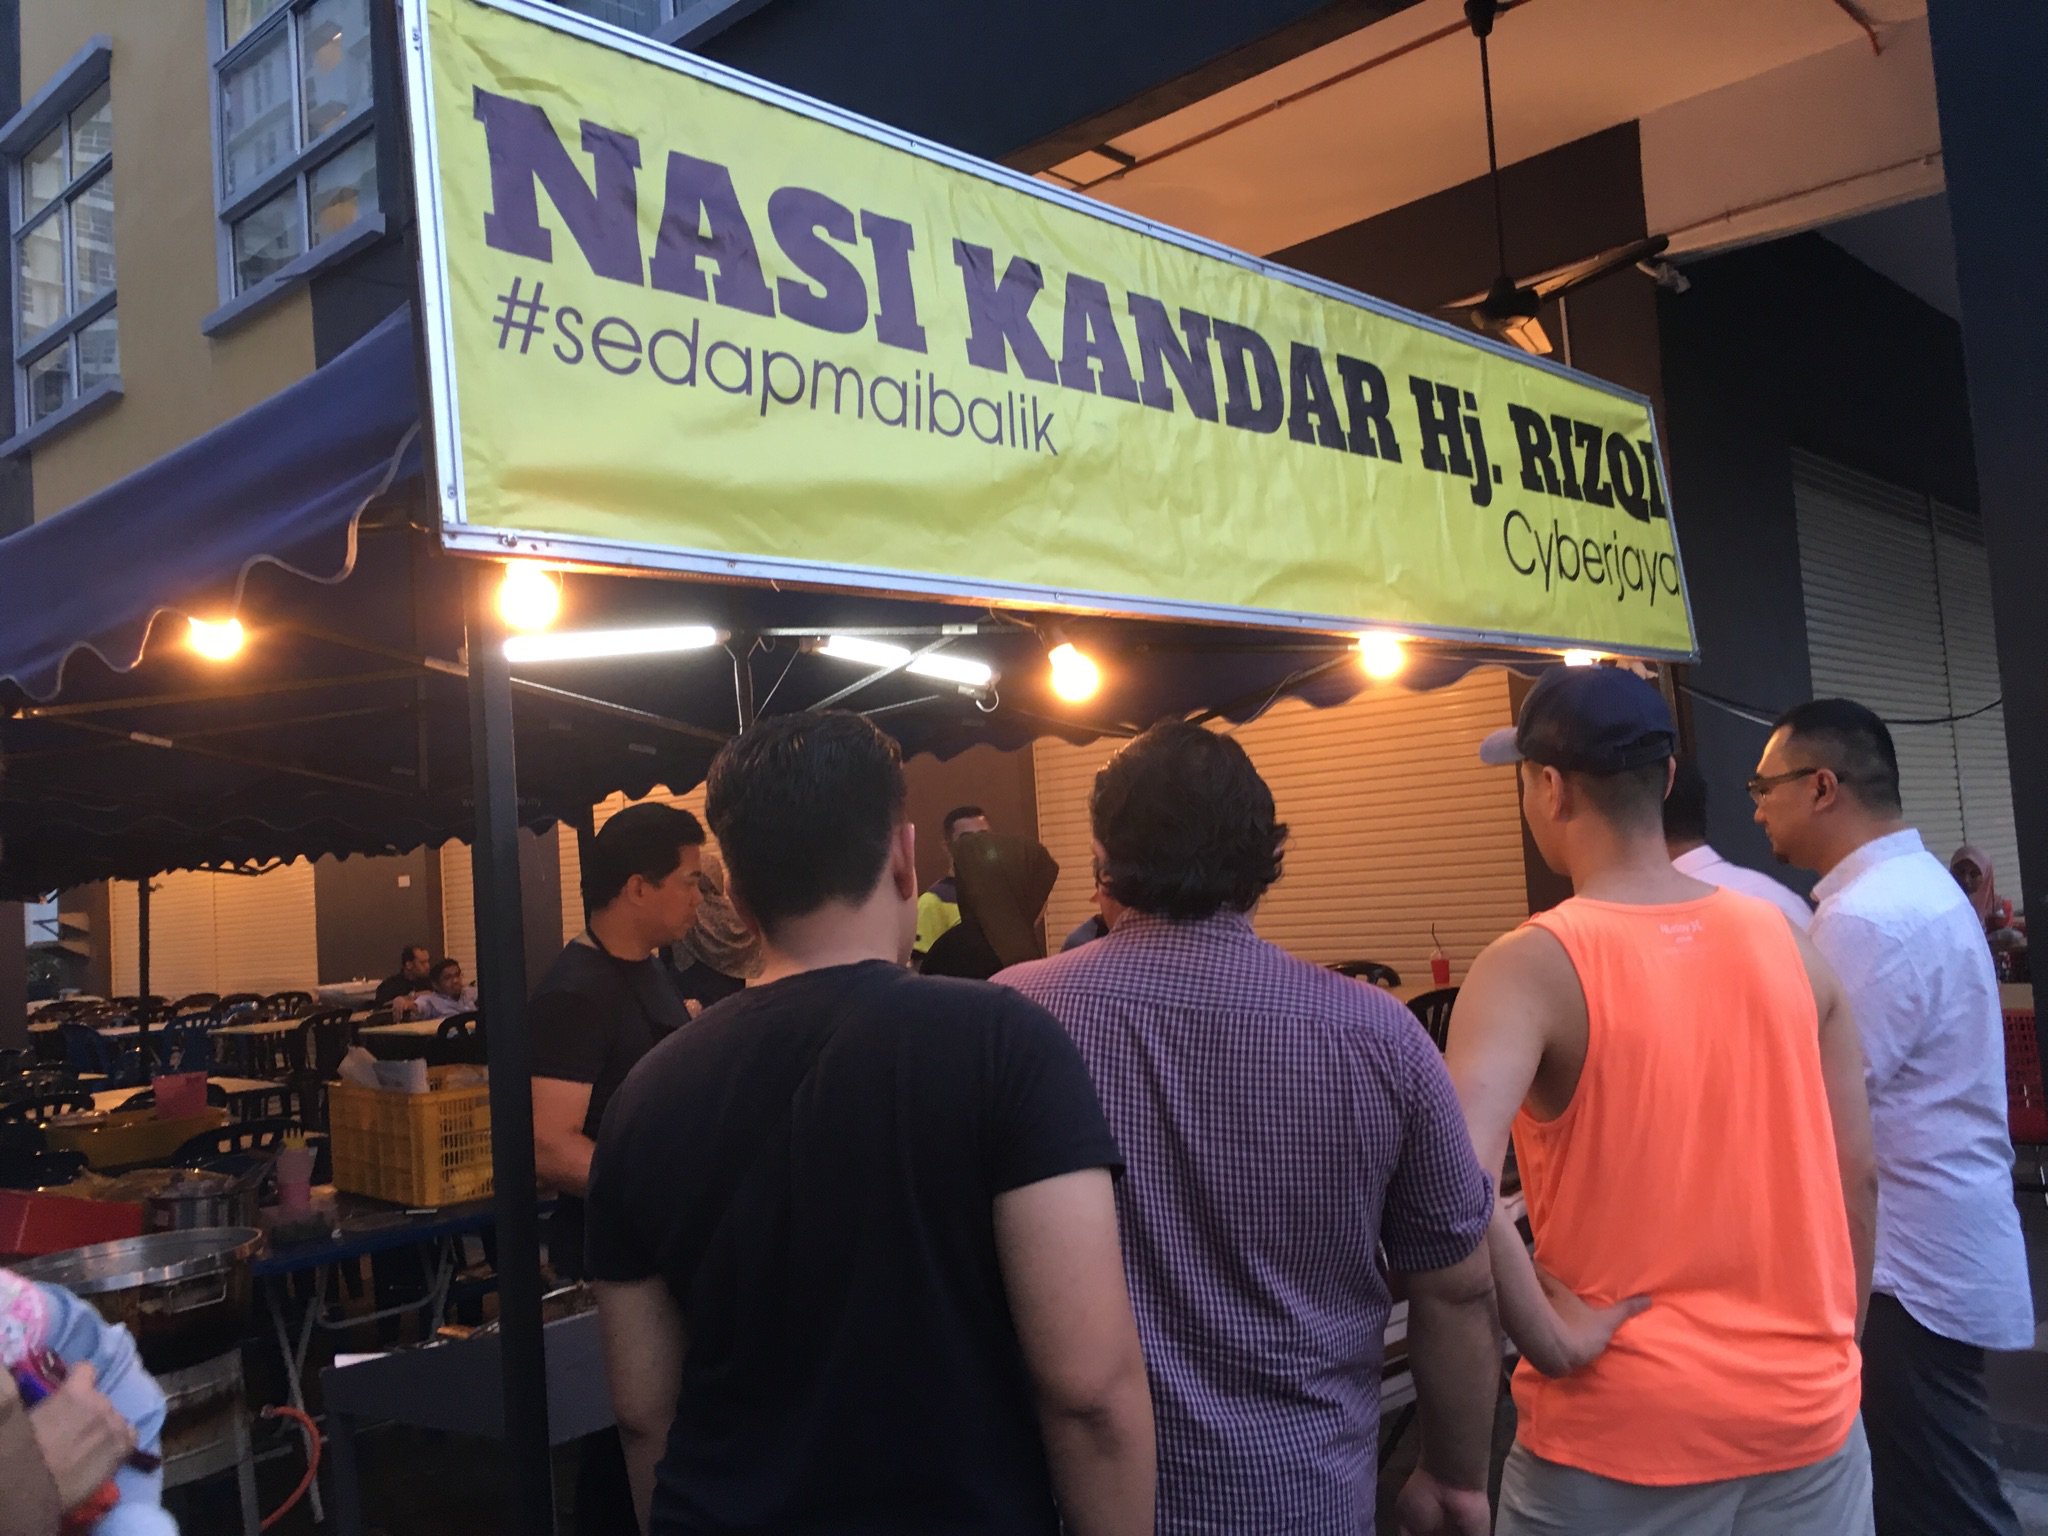 NASI KANDAR Hj. RIZQI
#sedapmaibalik
Cyberjaya